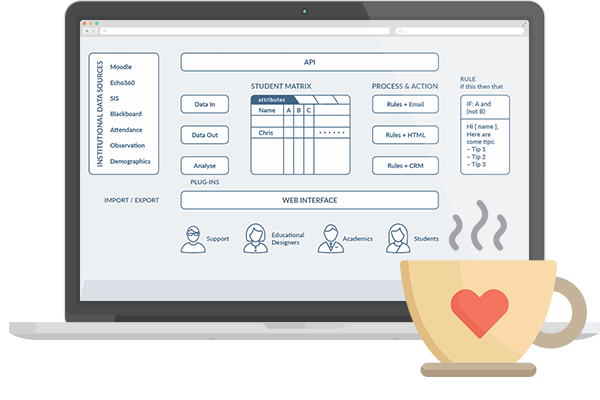 INSTITUTIONAL DATA SOURCES
Moodle
Echo360
SIS
Blackboard
Attendance
Observation
Demographics
IMPORT / EXPORT
API
STUDENT MATRIX
PROCESS & ACTION
Data In
Data Out
Analyse
PLUG-INS
attributes
Name A B C
Chris
Rules + Email
Rules + HTML
Rules + CRM
RULE
if this then that
IF: A and
(not B)
Hi { name },
Here are
some tips:
– Tip 1
– Tip 2
– Tip 3
WEB INTERFACE
Support
Educational
Designers
Academics
Students